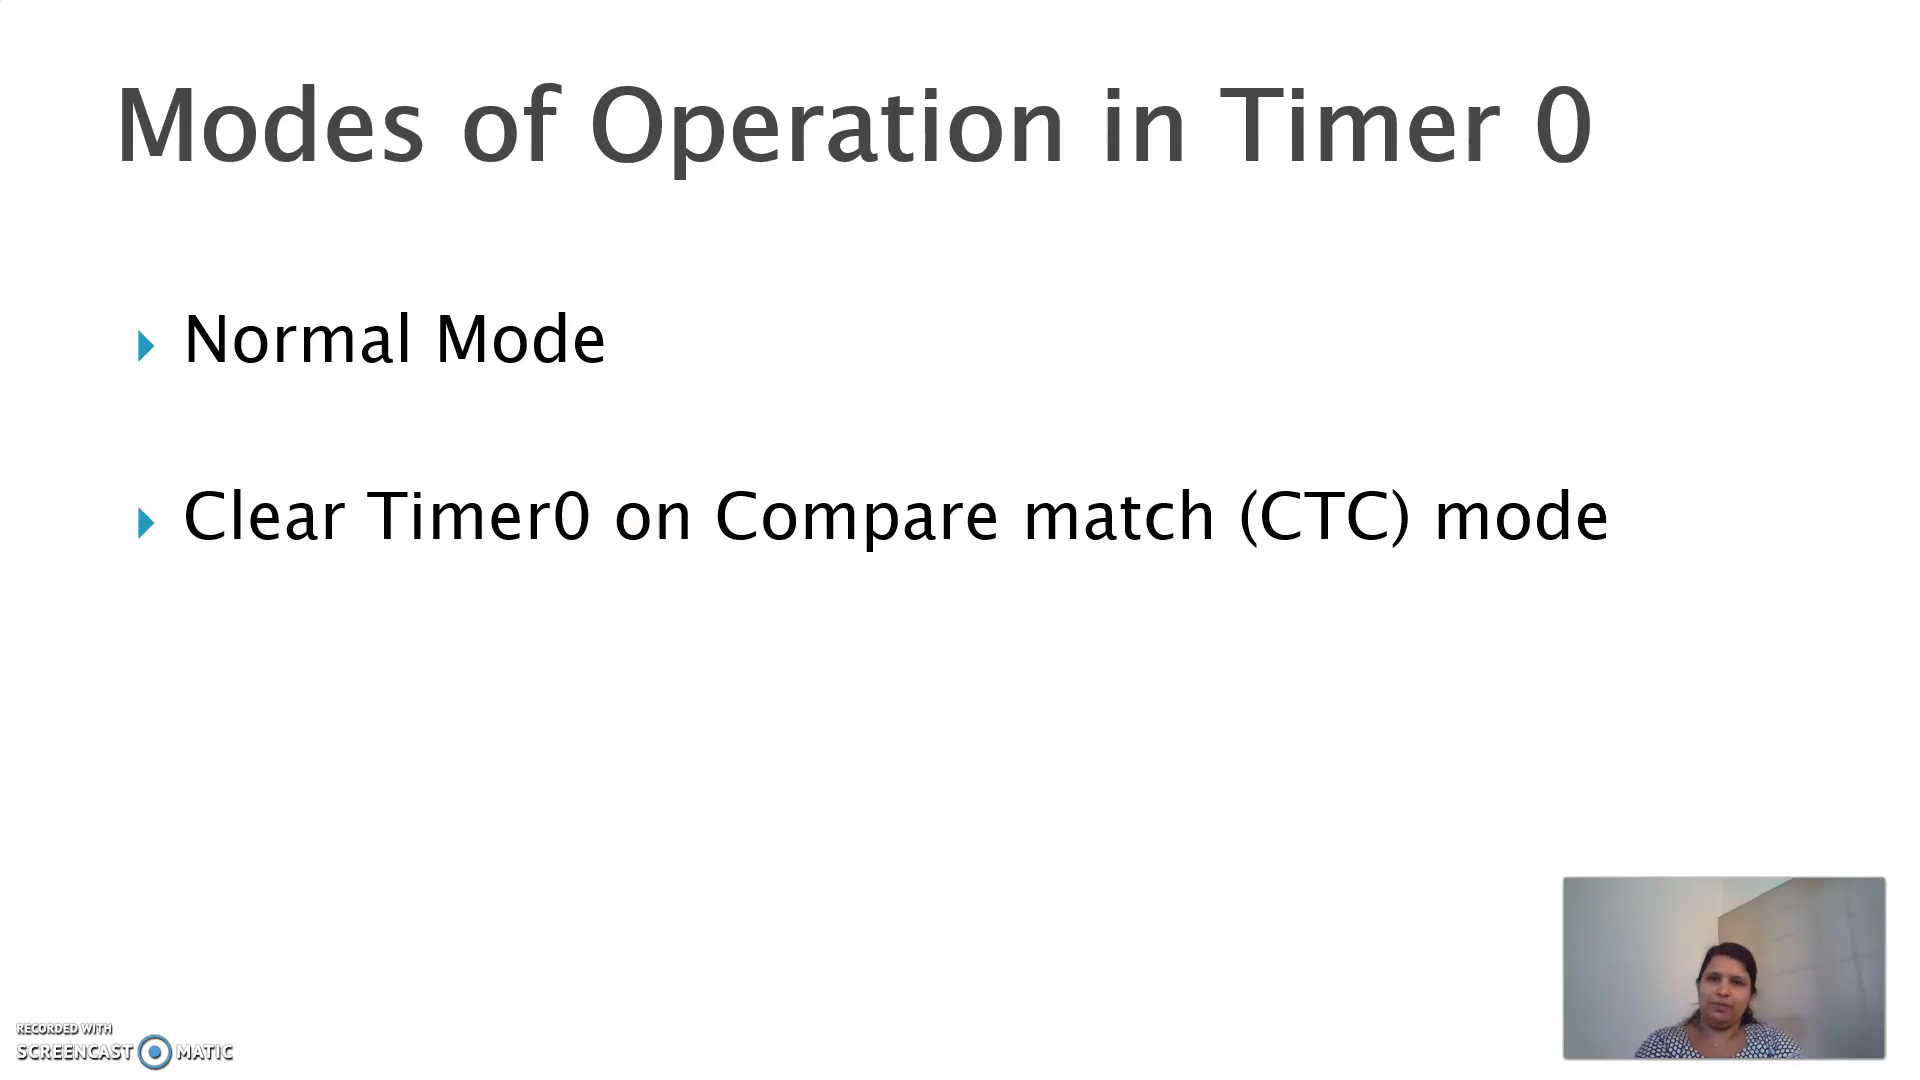 Modes of Operation in Timer 0
Normal Mode
Clear Timer0 on Compare match (CTC) mode
RECORDED WITH
SCREENCAST MATIC